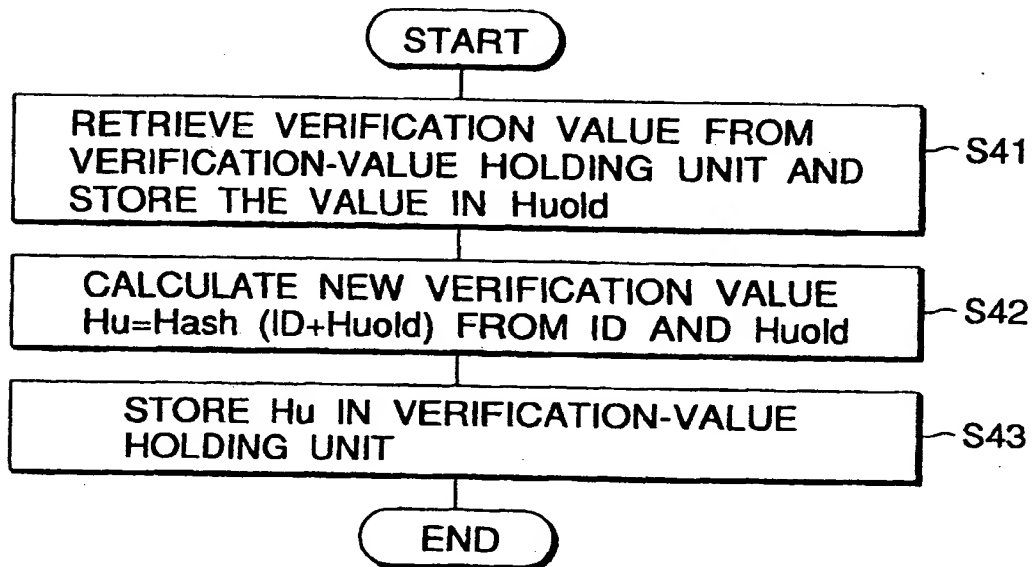 START
RETRIEVE VERIFICATION VALUE FROM
VERIFICATION-VALUE HOLDING UNIT AND
STORE THE VALUE IN Huold
S41
CALCULATE NEW VERIFICATION VALUE
Hu=Hash (ID+Huold) FROM ID AND Huold
S42
STORE Hu IN VERIFICATION-VALUE
HOLDING UNIT
S43
END